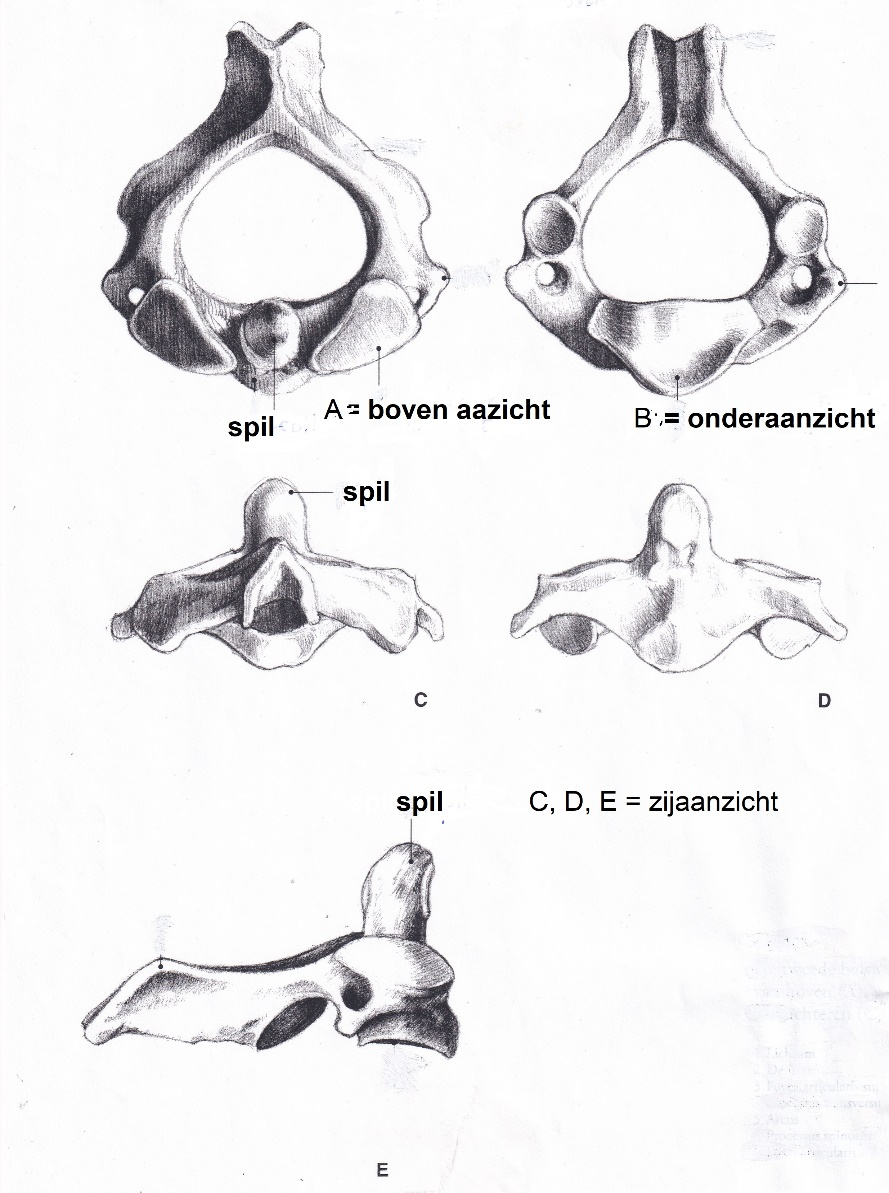 spil
A = boven aazicht
B = onderaanzicht
spil
C
D
spil
C, D, E = zijaanzicht
E